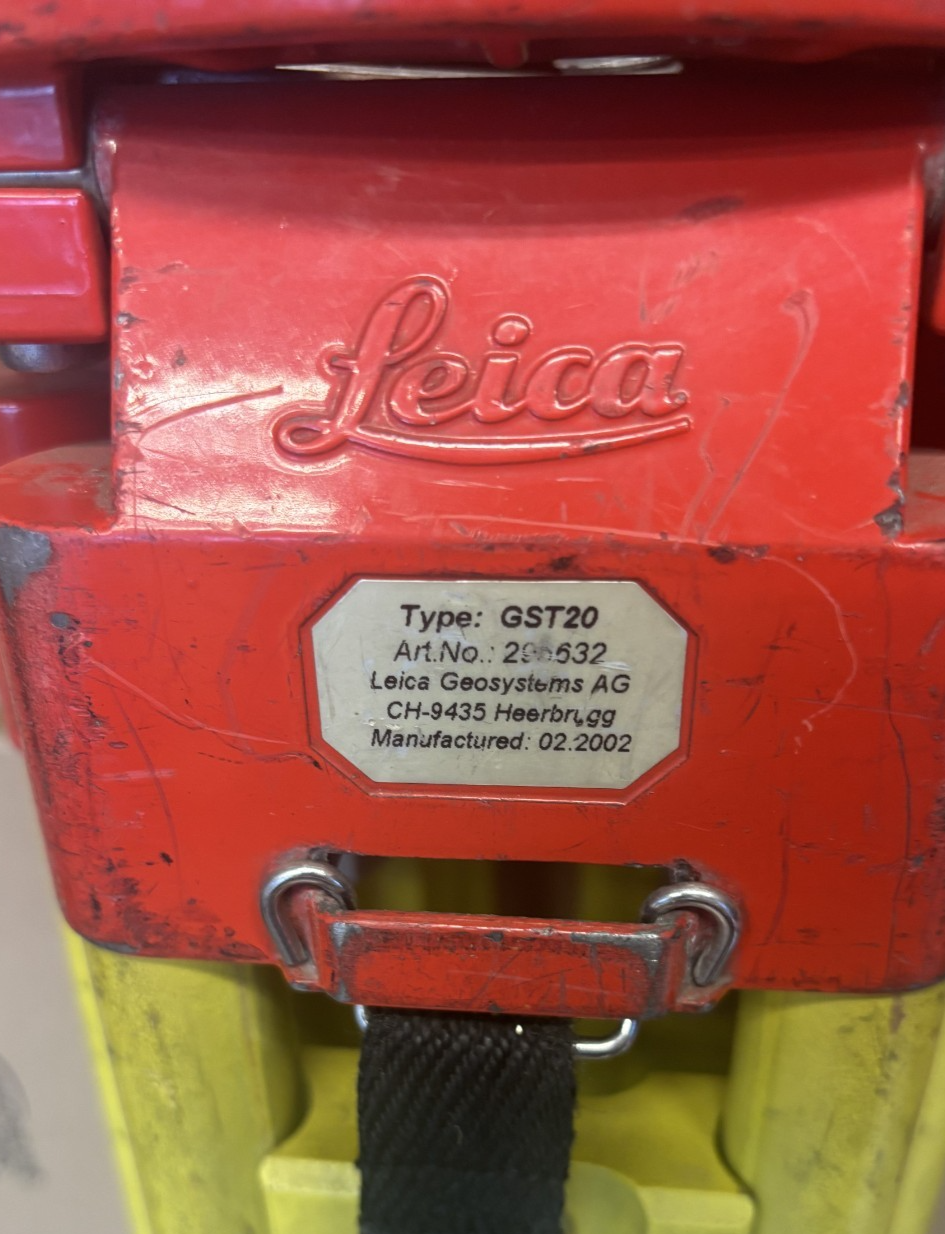 Leica
Type: GST20
Art.No.:
Leica Geosystems AG
CH-9435 Heerbrugg
Manufactured: 02.2002